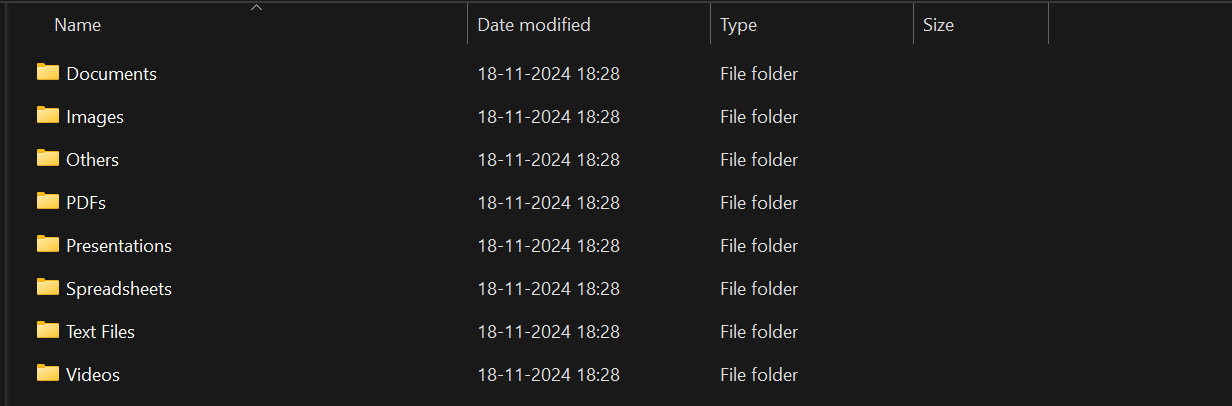 Name Date modified Type Size
Documents 18-11-2024 18:28 File folder
Images 18-11-2024 18:28 File folder
Others 18-11-2024 18:28 File folder
PDFs 18-11-2024 18:28 File folder
Presentations 18-11-2024 18:28 File folder
Spreadsheets 18-11-2024 18:28 File folder
Text Files 18-11-2024 18:28 File folder
Videos 18-11-2024 18:28 File folder